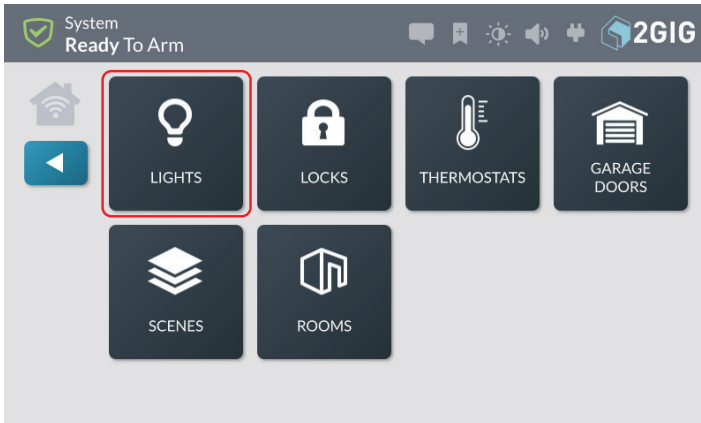 System
Ready To Arm
2GIG
LIGHTS
LOCKS
THERMOSTATS
GARAGE
DOORS
SCENES
ROOMS